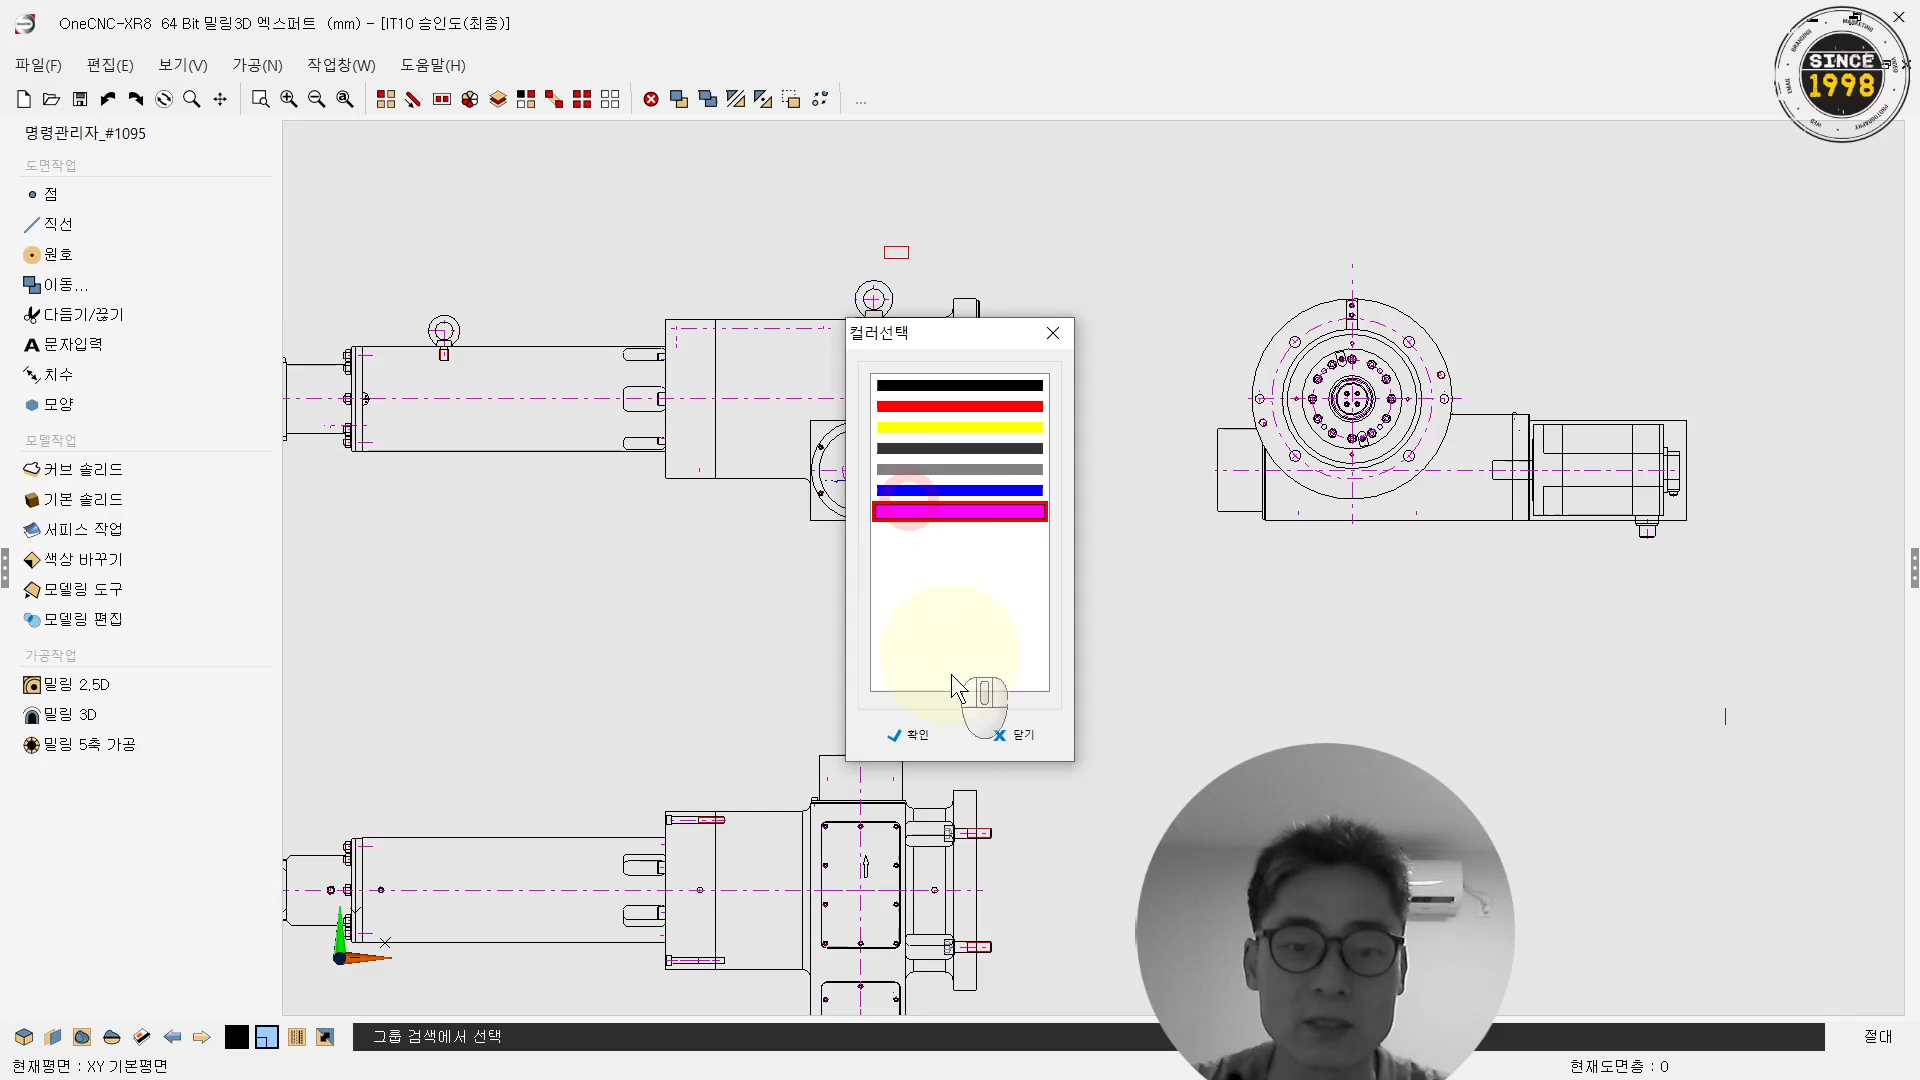 OneCNC-XR8 64 Bit 밀링3D 엑스퍼트 (mm) - [IT10 승인도(최종)]
파일(F) 편집(E) 보기(V) 가공(N) 작업창(W) 도움말(H)
MARKETING
BRANDING
VIDEO
SINCE
1998
EMAIL
WEB
PHOTOGRAPHY
...
명령관리자_#1095
도면작업
점
직선
원호
이동...
다듬기/끊기
A 문자입력
치수
모양
모델작업
커브 솔리드
기본 솔리드
서피스 작업
색상 바꾸기
모델링 도구
모델링 편집
가공작업
밀링 2.5D
밀링 3D
밀링 5축 가공
컬러선택
확인 닫기
그룹 검색에서 선택
절대
현재평면 : XY 기본평면
현재도면층 : 0